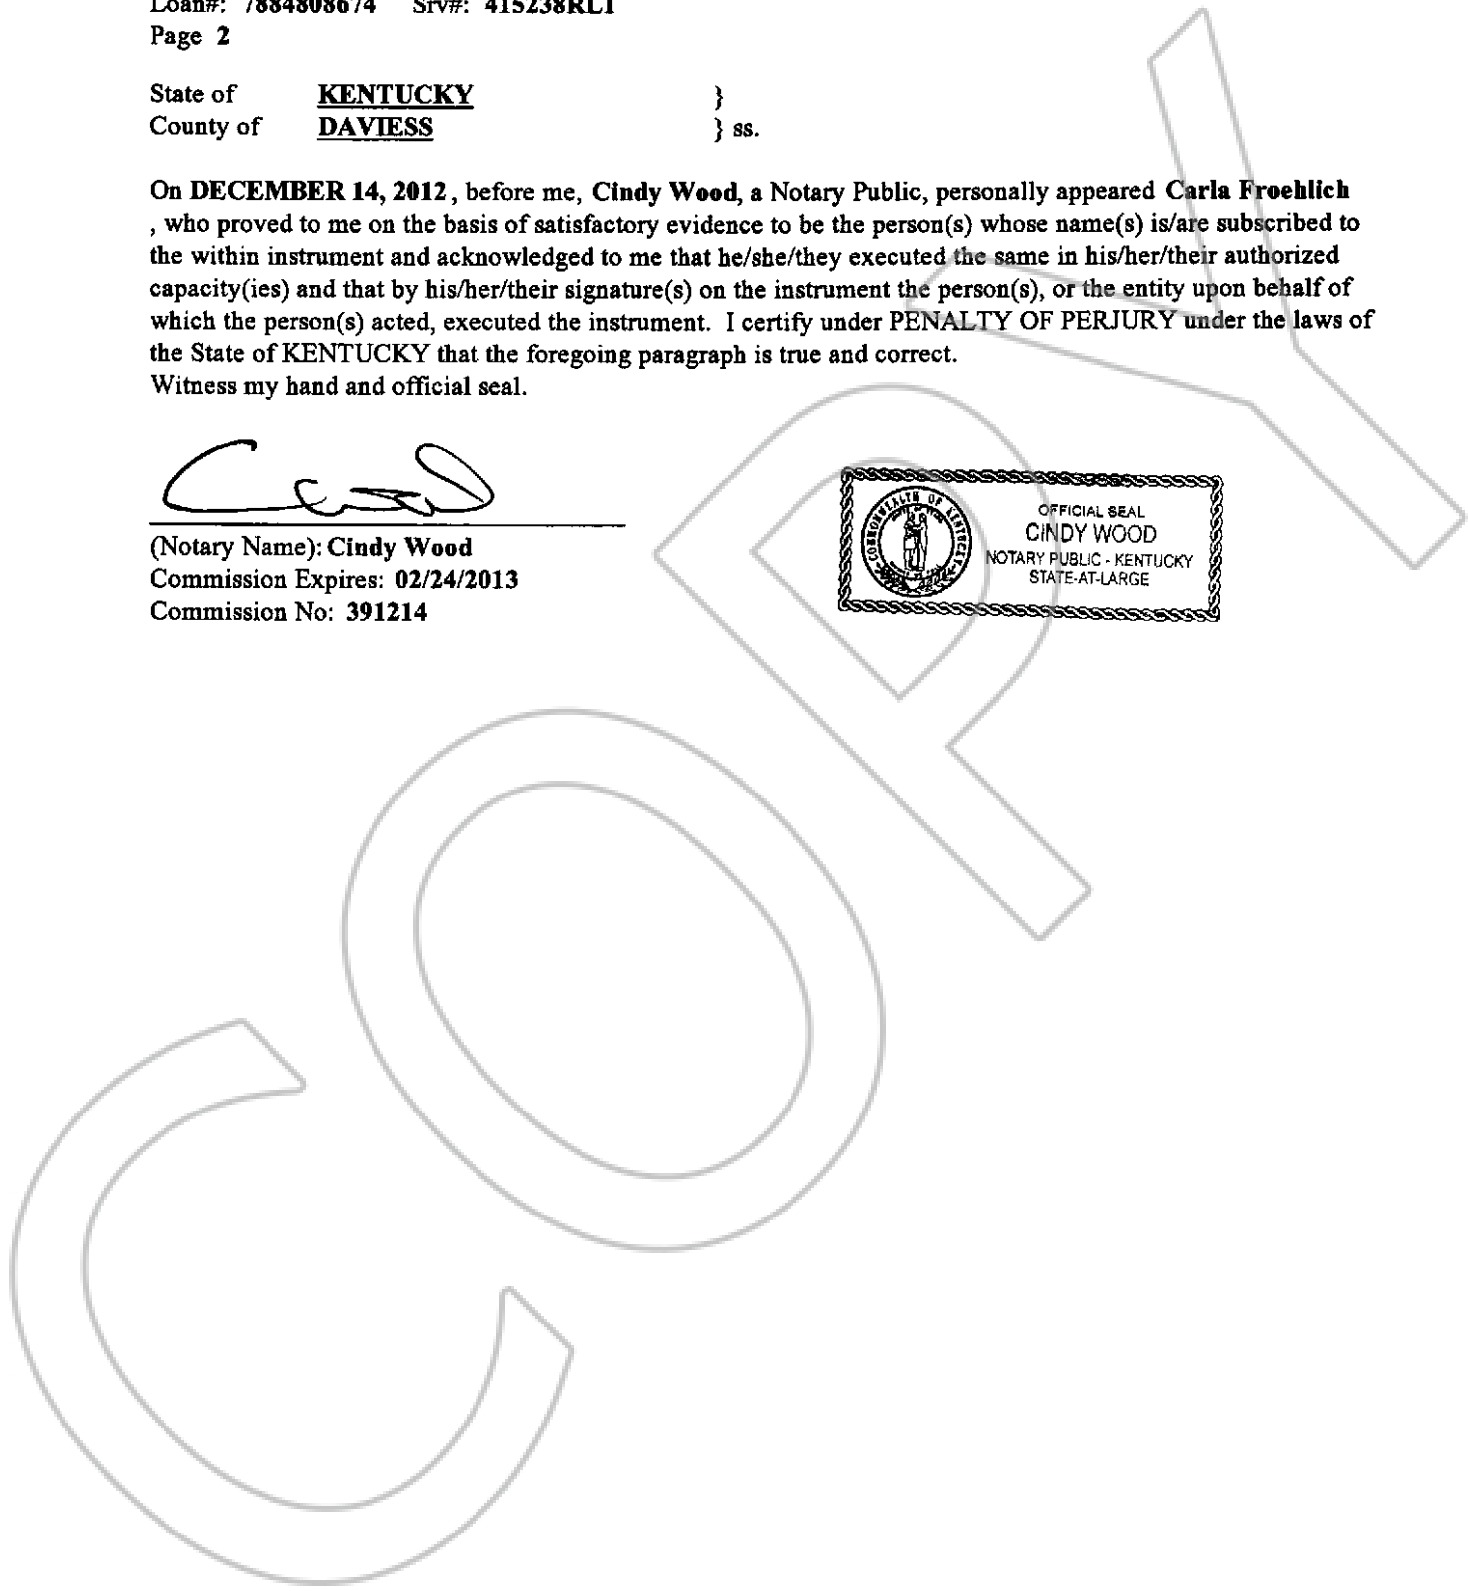 Loan#: 7884808674 Srv#: 415238RL1
Page 2
State of KENTUCKY }
County of DAVIESS } ss.
On DECEMBER 14, 2012, before me, Cindy Wood, a Notary Public, personally appeared Carla Froehlich
, who proved to me on the basis of satisfactory evidence to be the person(s) whose name(s) is/are subscribed to
the within instrument and acknowledged to me that he/she/they executed the same in his/her/their authorized
capacity(ies) and that by his/her/their signature(s) on the instrument the person(s), or the entity upon behalf of
which the person(s) acted, executed the instrument. I certify under PENALTY OF PERJURY under the laws of
the State of KENTUCKY that the foregoing paragraph is true and correct.
Witness my hand and official seal.
(Notary Name): Cindy Wood
Commission Expires: 02/24/2013
Commission No: 391214
COMMONWEALTH OF KENTUCKY
OFFICIAL SEAL
CINDY WOOD
NOTARY PUBLIC - KENTUCKY
STATE-AT-LARGE
COPY